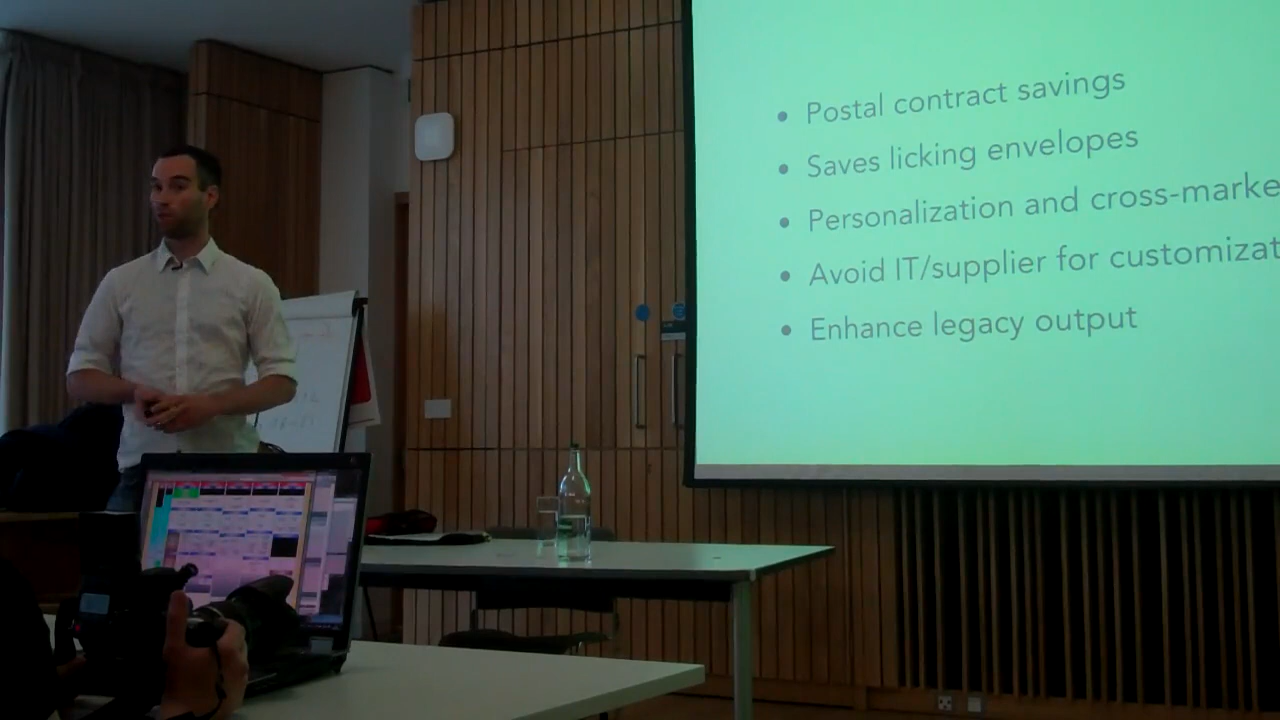 • Postal contract savings
• Saves licking envelopes
• Personalization and cross-marke
• Avoid IT/supplier for customizat
• Enhance legacy output